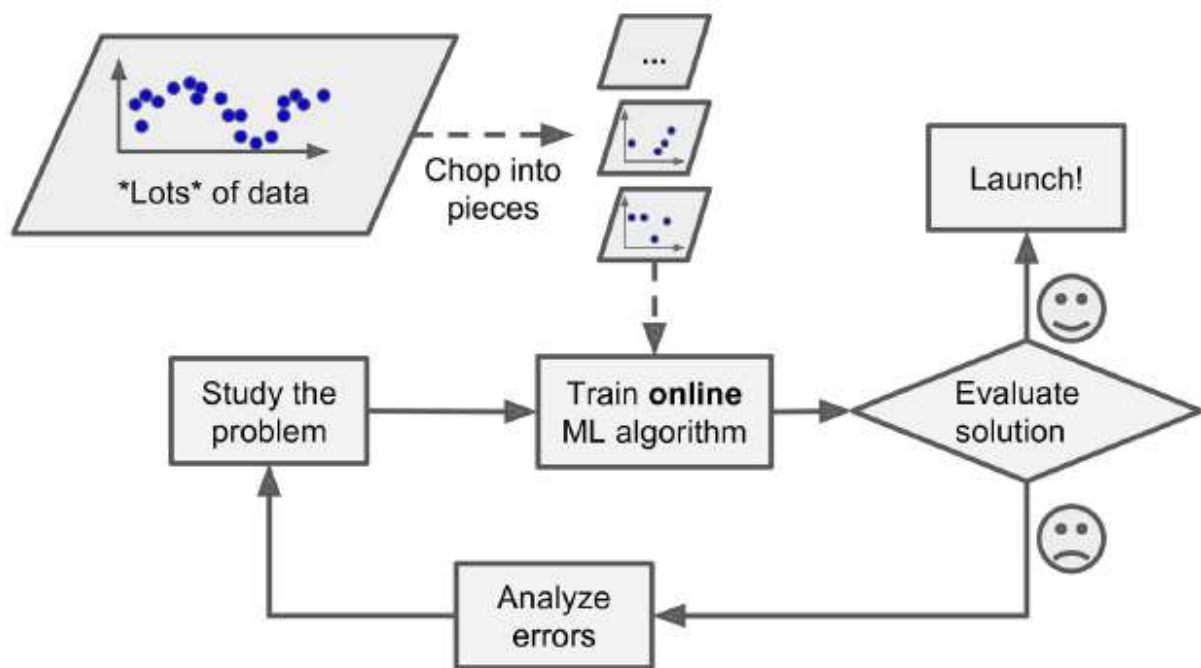 *Lots* of data
Chop into
pieces
...
Launch!
Study the
problem
Train online
ML algorithm
Evaluate
solution
Analyze
errors